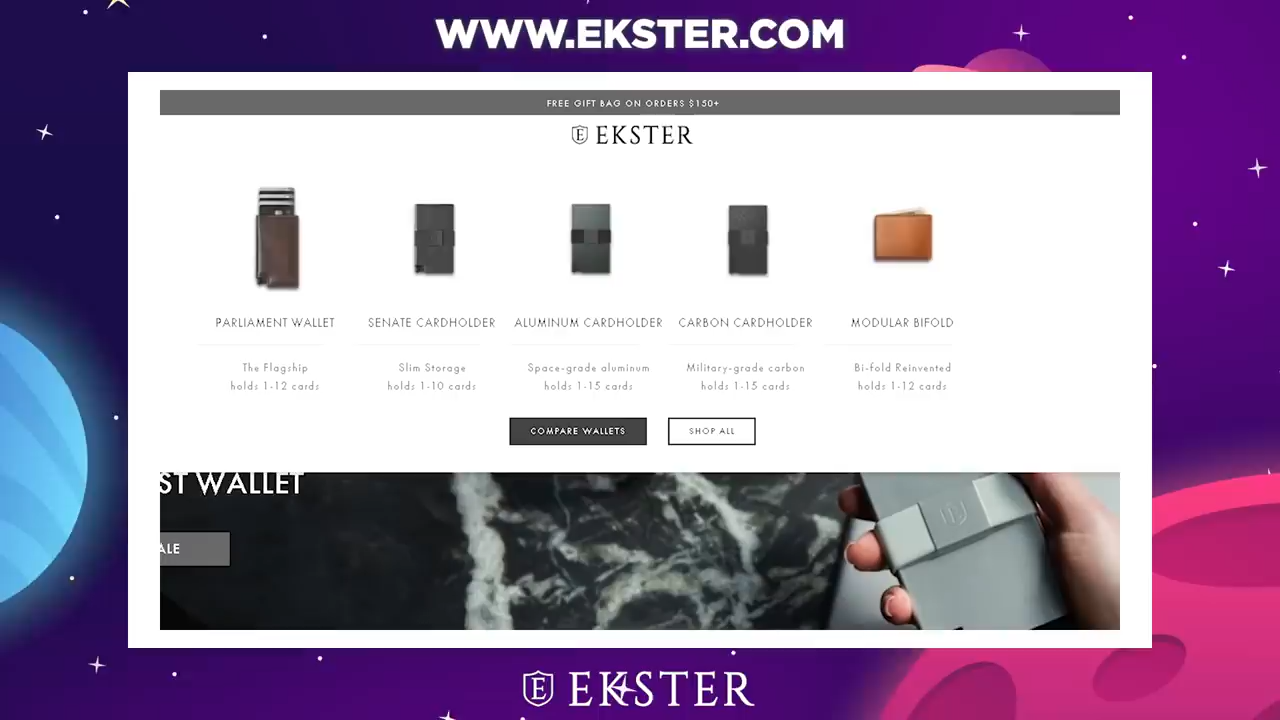 WWW.EKSTER.COM
FREE GIFT BAG ON ORDERS $150+
EKSTER
PARLIAMENT WALLET
SENATE CARDHOLDER
ALUMINUM CARDHOLDER
CARBON CARDHOLDER
MODULAR BIFOLD
The Flagship
holds 1-12 cards
Slim Storage
holds 1-10 cards
Space-grade aluminum
holds 1-15 cards
Military-grade carbon
holds 1-15 cards
Bi-fold Reinvented
holds 1-12 cards
COMPARE WALLETS
SHOP ALL
ST WALLET
ALE
E EKSTER